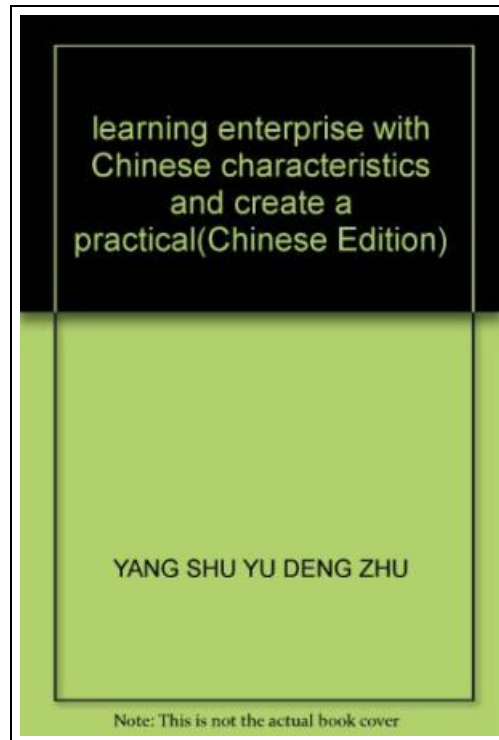 learning enterprise with
Chinese characteristics
and create a
practical(Chinese Edition)
YANG SHU YU DENG ZHU
Note: This is not the actual book cover